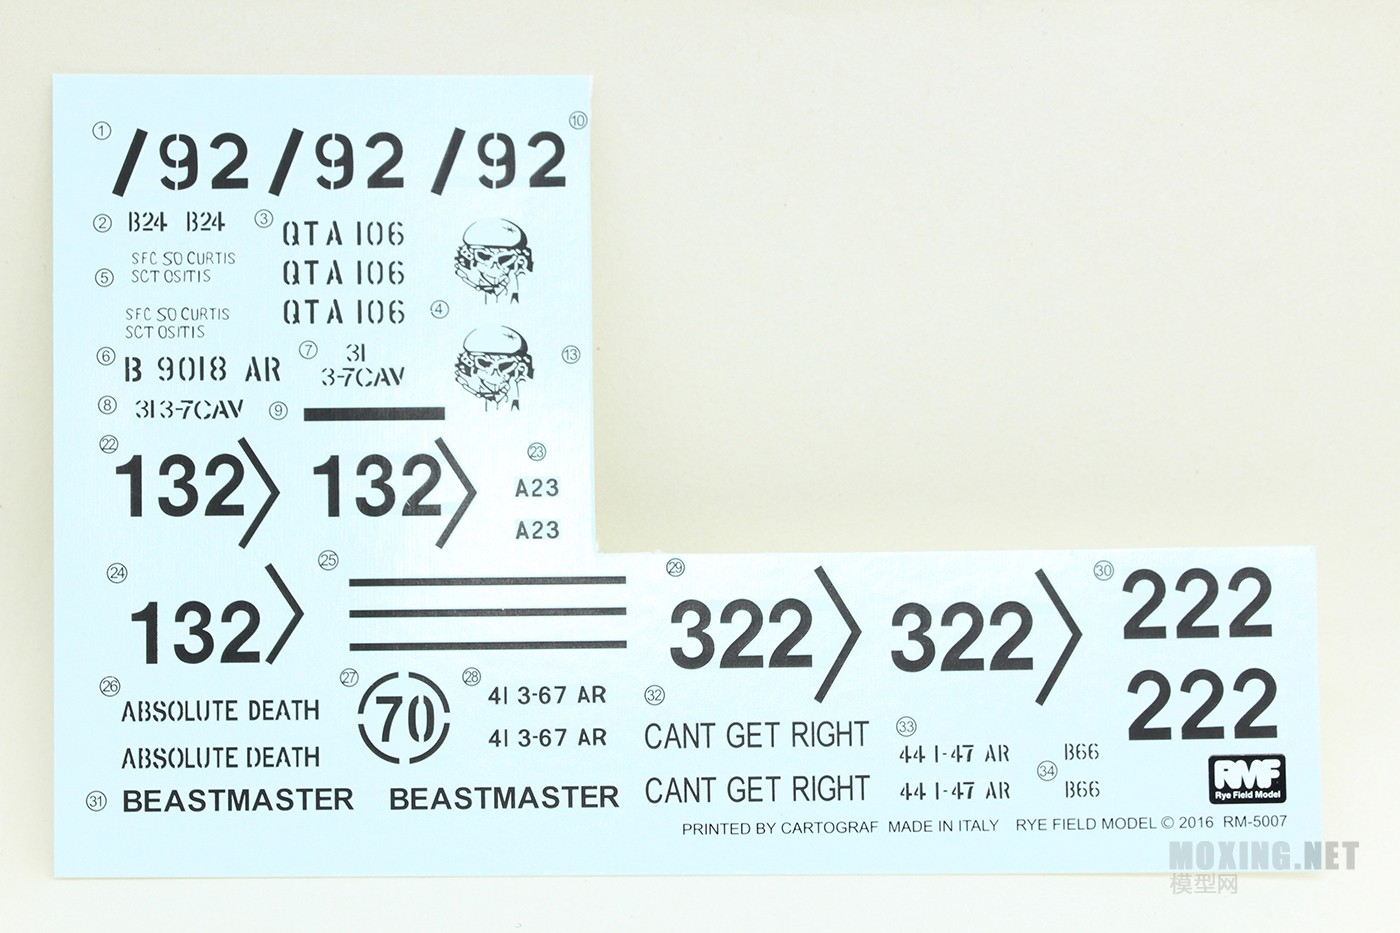 ① /92 /92 /92 ⑩
② B24 B24 ③ QTA 106
⑤ SFC SO CURTIS
SCT OSITIS
QTA 106
QTA 106 ④
SFC SO CURTIS
SCT OSITIS
⑥ B 9018 AR ⑦ 31
3-7CAV ⑬
⑧ 313-7CAV ⑨
㉒ 132 132 ㉓ A23
A23
㉔ 132 ㉕
㉙ 322 322 ㉚ 222
222
㉖ ABSOLUTE DEATH
ABSOLUTE DEATH
㉗ 70 ㉘ 41 3-67 AR
41 3-67 AR
㉛ BEASTMASTER BEASTMASTER
㉜ CANT GET RIGHT
CANT GET RIGHT
㉝ 44 1-47 AR
44 1-47 AR
㉞ B66
B66
RMF
Rye Field Model
PRINTED BY CARTOGRAF MADE IN ITALY RYE FIELD MODEL © 2016 RM-5007
MOXING.NET
模型网